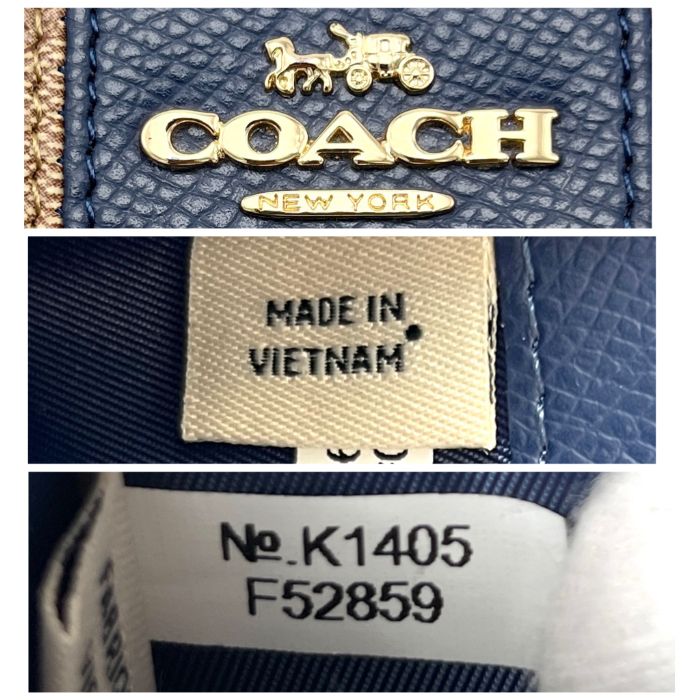 COACH
NEW YORK
MADE IN
VIETNAM
№.K1405
F52859